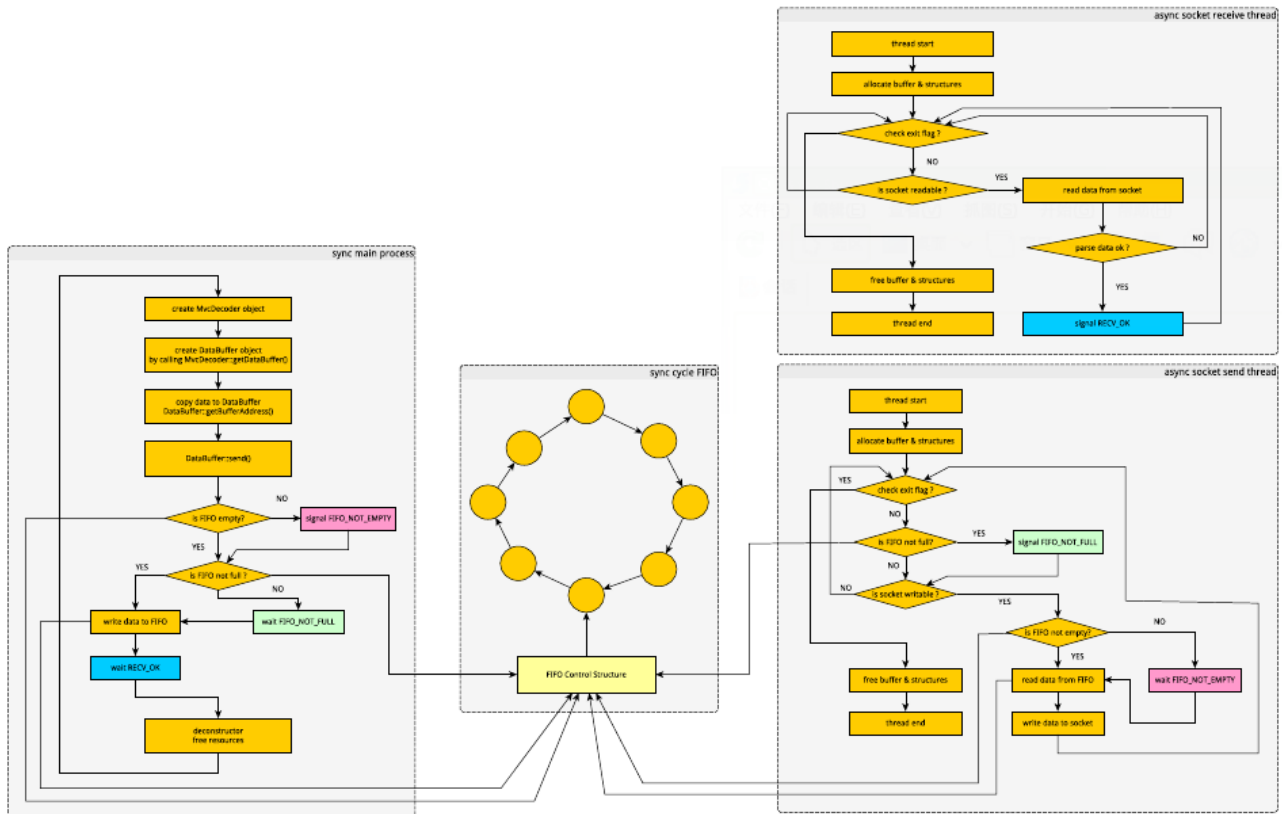 sync main process
create MvcDecoder object
create DataBuffer object
by calling MvcDecoder::getDataBuffer()
copy data to DataBuffer
DataBuffer::getBufferAddress()
DataBuffer::send()
is FIFO empty?
NO
signal FIFO_NOT_EMPTY
YES
is FIFO not full ?
YES
NO
write data to FIFO
wait FIFO_NOT_FULL
wait RECV_OK
deconstructor
free resources
sync cycle FIFO
FIFO Control Structure
async socket receive thread
thread start
allocate buffer & structures
check exit flag ?
NO
is socket readable ?
YES
read data from socket
parse data ok ?
NO
YES
signal RECV_OK
free buffer & structures
thread end
async socket send thread
thread start
allocate buffer & structures
check exit flag ?
YES
NO
is FIFO not full?
YES
signal FIFO_NOT_FULL
NO
is socket writable ?
NO
YES
is FIFO not empty?
NO
YES
wait FIFO_NOT_EMPTY
read data from FIFO
write data to socket
free buffer & structures
thread end